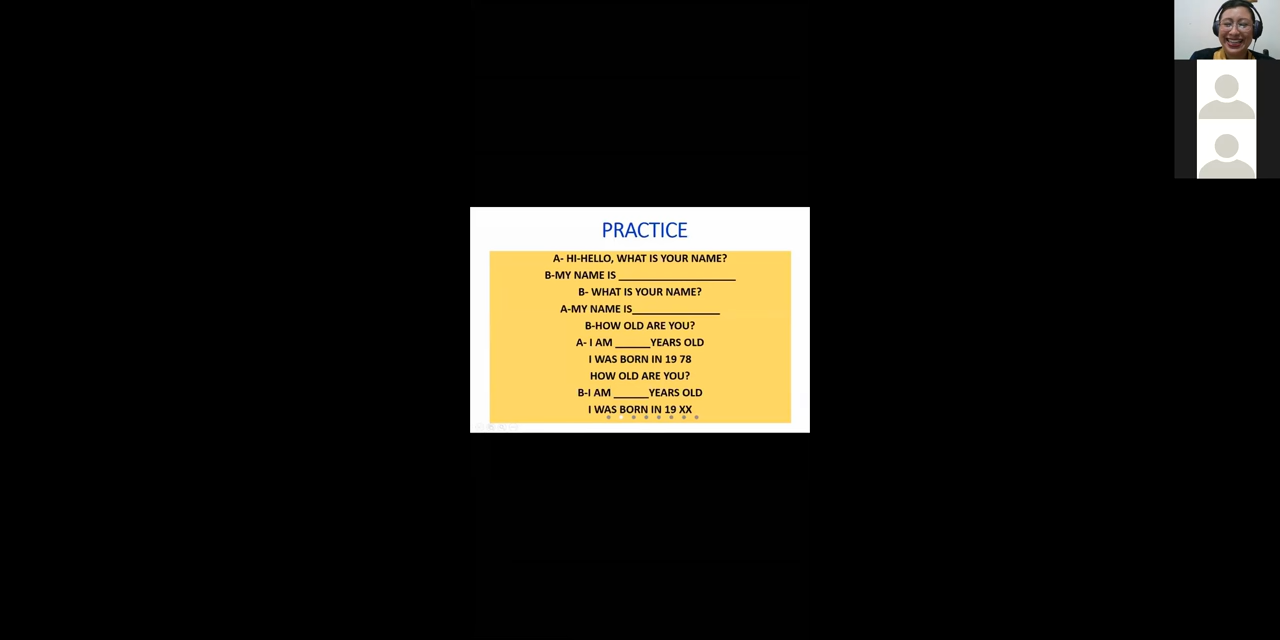 PRACTICE
A- HI-HELLO, WHAT IS YOUR NAME?
B-MY NAME IS ____________________
B- WHAT IS YOUR NAME?
A-MY NAME IS_______________
B-HOW OLD ARE YOU?
A- I AM ______YEARS OLD
I WAS BORN IN 19 78
HOW OLD ARE YOU?
B-I AM ______YEARS OLD
I WAS BORN IN 19 XX